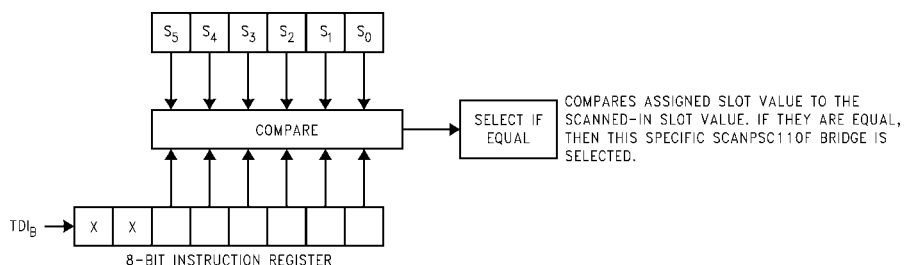 S5 S4 S3 S2 S1 S0
COMPARE
SELECT IF
EQUAL
COMPARES ASSIGNED SLOT VALUE TO THE
SCANNED-IN SLOT VALUE. IF THEY ARE EQUAL,
THEN THIS SPECIFIC SCANPSC110F BRIDGE IS
SELECTED.
TDIB
X X
8-BIT INSTRUCTION REGISTER